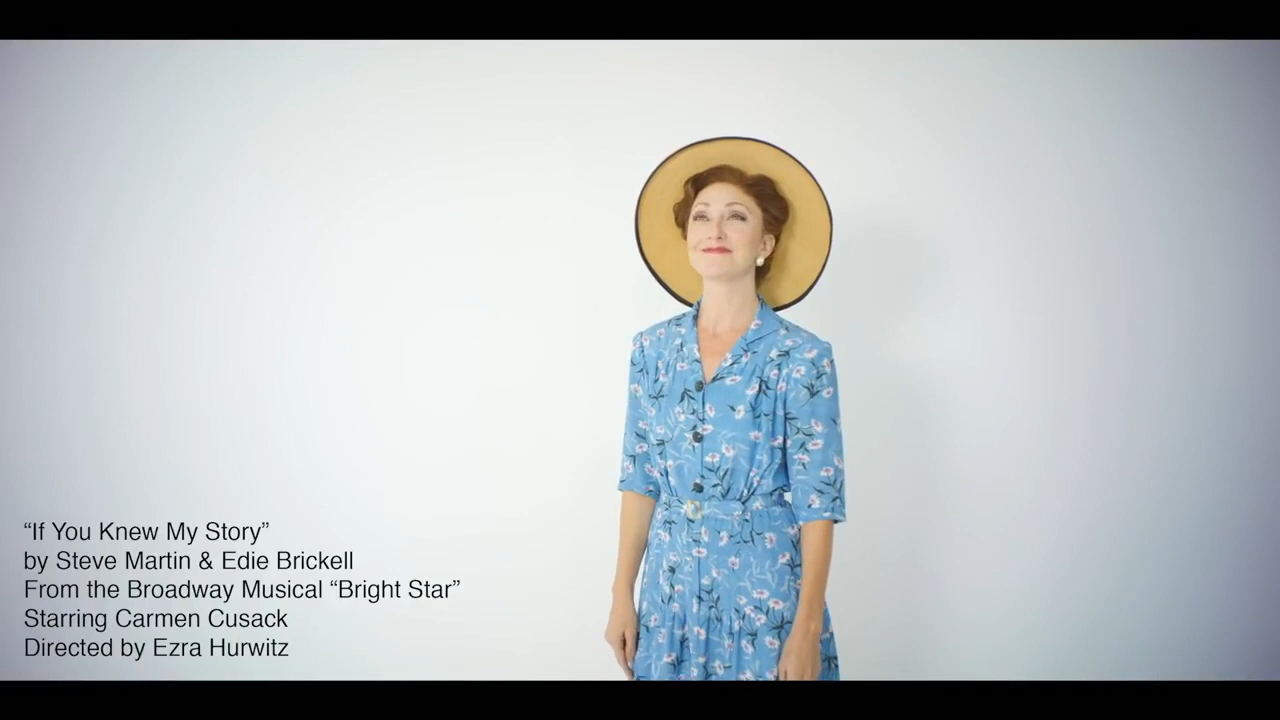 “If You Knew My Story”
by Steve Martin & Edie Brickell
From the Broadway Musical “Bright Star”
Starring Carmen Cusack
Directed by Ezra Hurwitz